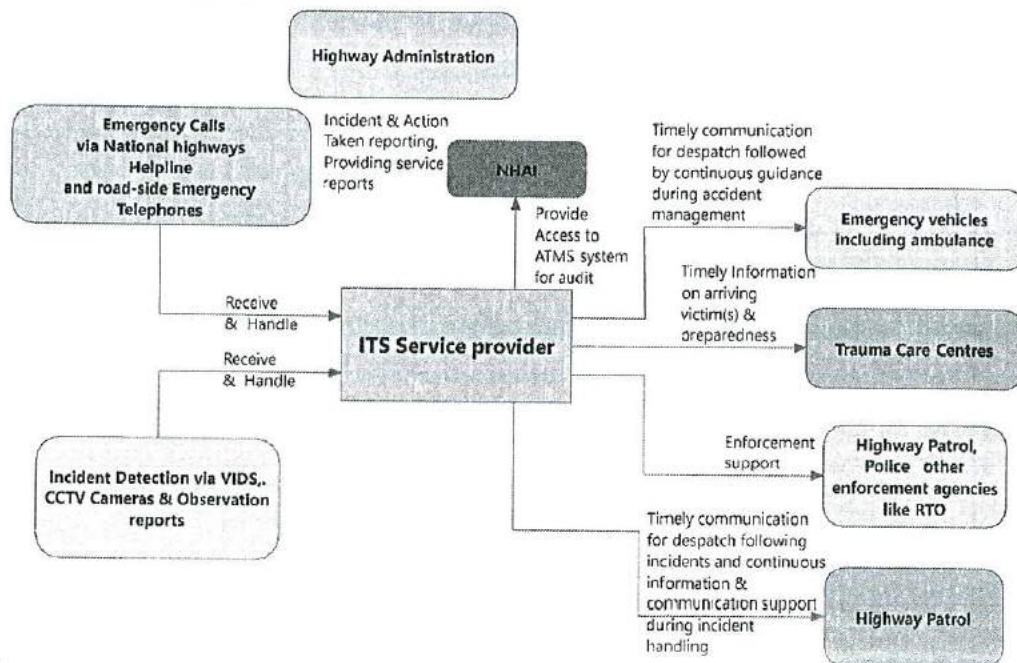 Highway Administration
Emergency Calls
via National highways
Helpline
and road-side Emergency
Telephones
Incident & Action
Taken reporting,
Providing service
reports
NHAI
Provide
Access to
ATMS system
for audit
Timely communication
for despatch followed
by continuous guidance
during accident
management
Emergency vehicles
including ambulance
Receive
& Handle
ITS Service provider
Timely Information
on arriving
victim(s) &
preparedness
Trauma Care Centres
Receive
& Handle
Incident Detection via VIDS,.
CCTV Cameras & Observation
reports
Enforcement
support
Highway Patrol,
Police other
enforcement agencies
like RTO
Timely communication
for despatch following
incidents and continuous
information &
communication support
during incident
handling
Highway Patrol